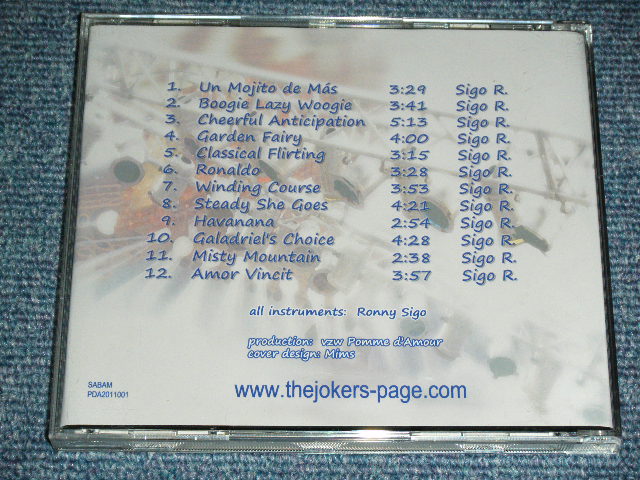 1. Un Mojito de Más 3:29 Sigo R.
2. Boogie Lazy Woogie 3:41 Sigo R.
3. Cheerful Anticipation 5:13 Sigo R.
4. Garden Fairy 4:00 Sigo R.
5. Classical Flirting 3:15 Sigo R.
6. Ronaldo 3:28 Sigo R.
7. Winding Course 3:53 Sigo R.
8. Steady She Goes 4:21 Sigo R.
9. Havanana 2:54 Sigo R.
10. Galadriel's Choice 4:28 Sigo R.
11. Misty Mountain 2:38 Sigo R.
12. Amor Vincit 3:57 Sigo R.
all instruments: Ronny Sigo
production: vzw Pomme d'Amour
cover design: Mims
SABAM
PDA2011001
www.thejokers-page.com